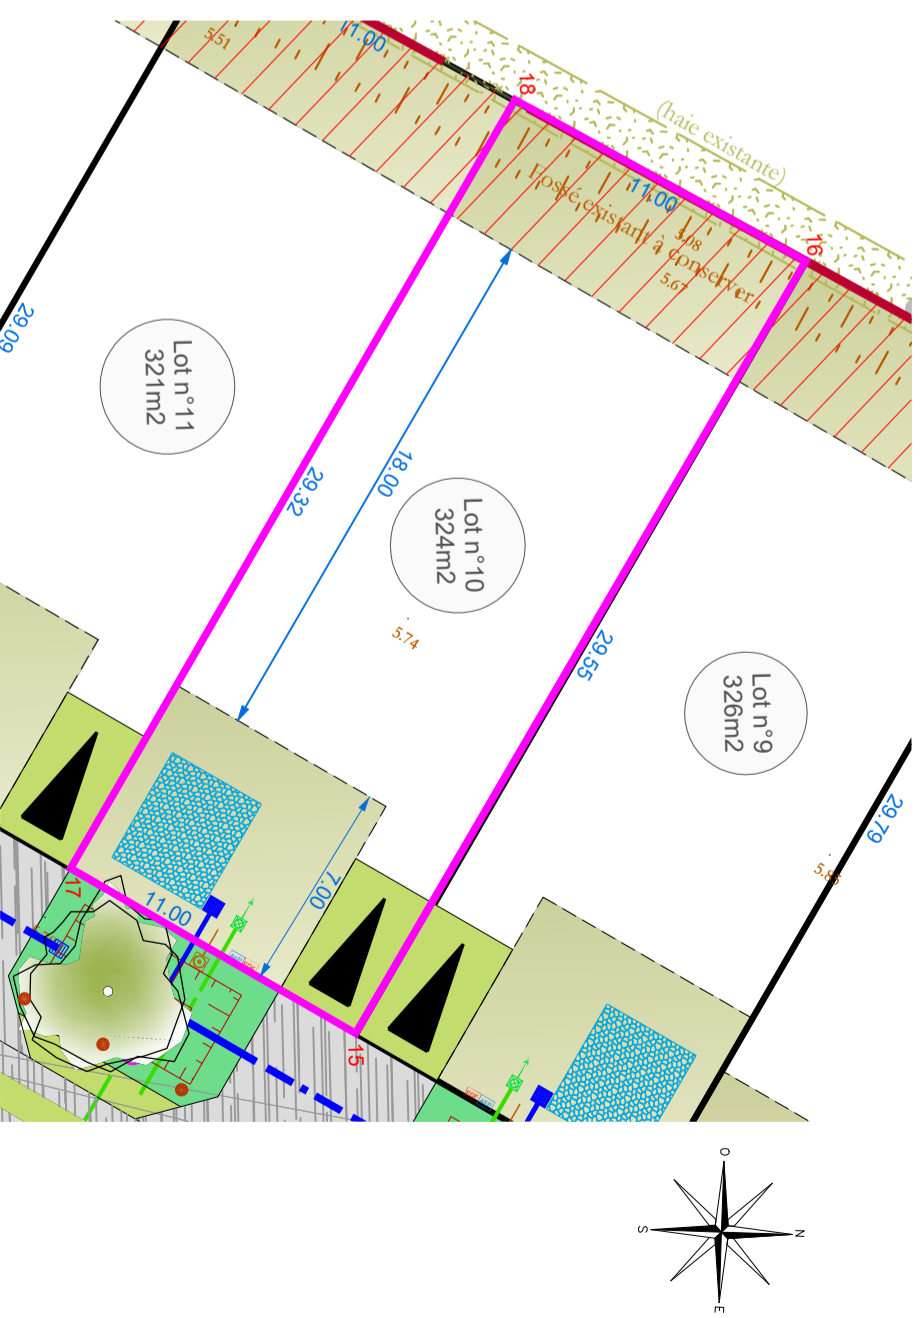 5.51
11.00
18
(haie existante)
11.00
Fossé existant à conserver
5.08
5.67
16
29.09
Lot n°11
321m2
29.32
18.00
Lot n°10
324m2
5.74
29.55
Lot n°9
326m2
29.79
7.00
17
11.00
15
O
S
N
E